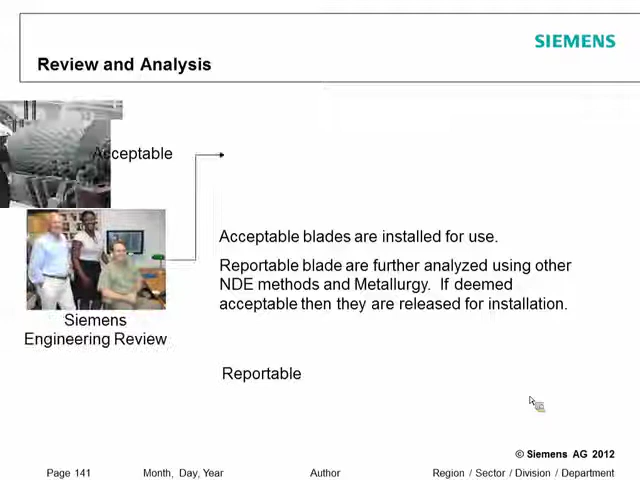 SIEMENS
Review and Analysis
Acceptable
Acceptable blades are installed for use.
Reportable blade are further analyzed using other
NDE methods and Metallurgy. If deemed
acceptable then they are released for installation.
Siemens
Engineering Review
Reportable
© Siemens AG 2012
Page 141 Month, Day, Year Author Region / Sector / Division / Department